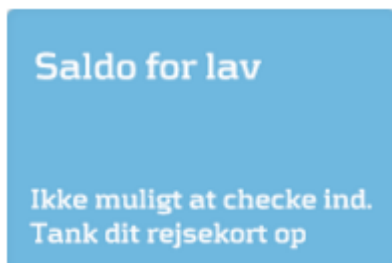 Saldo for lav
Ikke muligt at checke ind.
Tank dit rejsekort op